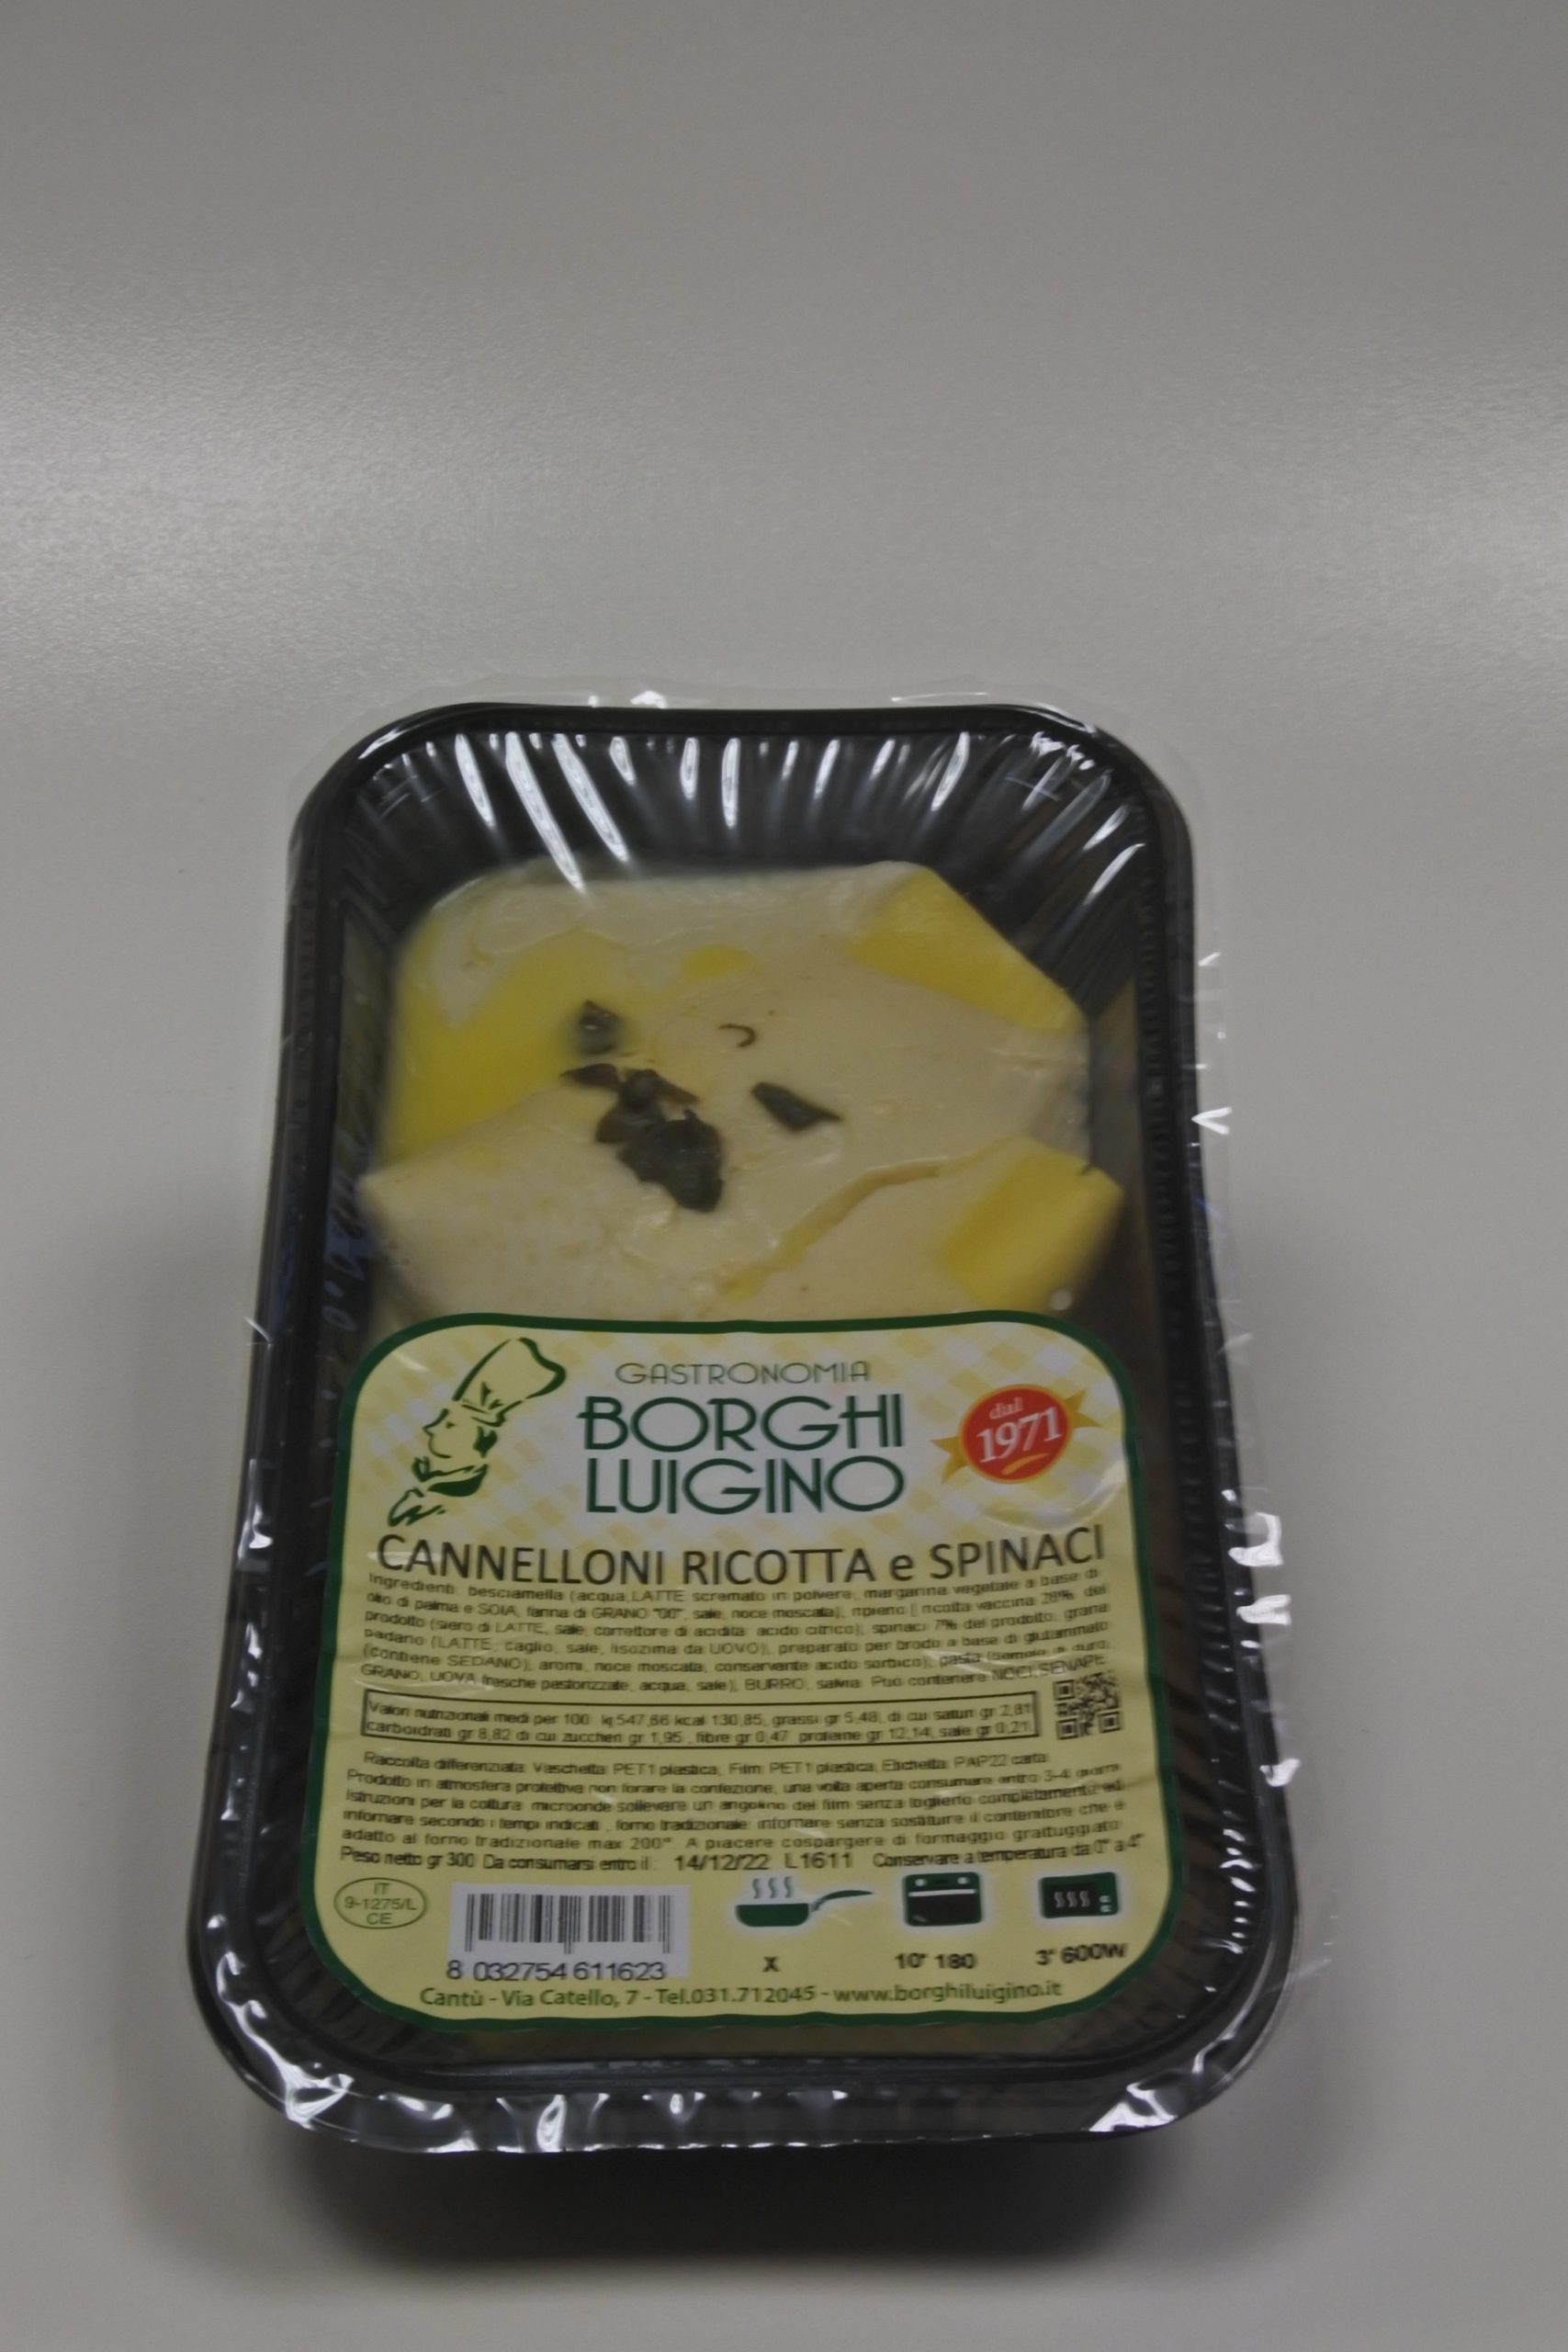 GASTRONOMIA
BORGHI
LUIGINO
dal
1971
CANNELLONI RICOTTA e SPINACI
Ingredienti: besciamella (acqua,LATTE scremato in polvere, margarina vegetale a base di
olio di palma e SOIA, farina di GRANO "00", sale, noce moscata), ripieno [ ricotta vaccina 28% del
prodotto (siero di LATTE, sale, correttore di acidità: acido citrico), spinaci 7% del prodotto, grana
padano (LATTE, caglio, sale, lisozima da UOVO), preparato per brodo a base di glutammato
(contiene SEDANO), aromi, noce moscata, conservante acido sorbico), pasta (semola di duro,
GRANO, UOVA fresche pastorizzate, acqua, sale), BURRO, salvia. Può contenere NOCI,SENAPE
Valori nutrizionali medi per 100: kj 547,66 kcal 130,85, grassi gr 5,48, di cui saturi gr 2,81
carboidrati gr 8,82 di cui zuccheri gr 1,95 , fibre gr 0,47 proteine gr 12,14, sale gr 0,21
Raccolta differenziata: Vaschetta: PET1 plastica, Film: PET1 plastica, Etichetta: PAP22 carta
Prodotto in atmosfera protettiva non forare la confezione, una volta aperta consumare entro 3-4 giorni
Istruzioni per la cottura: microonde sollevare un angolino del film senza toglierlo completamente ed
infornare secondo i tempi indicati , forno tradizionale: infornare senza sostituire il contenitore che è
adatto al forno tradizionale max 200° A piacere cospargere di formaggio grattuggiato
Peso netto gr 300 Da consumarsi entro il : 14/12/22 L1611 Conservare a temperatura da 0° a 4°
IT
9-1275/L
CE
8 032754 611623
X
10' 180
3' 600W
Cantù - Via Catello, 7 - Tel.031.712045 - www.borghiluigino.it